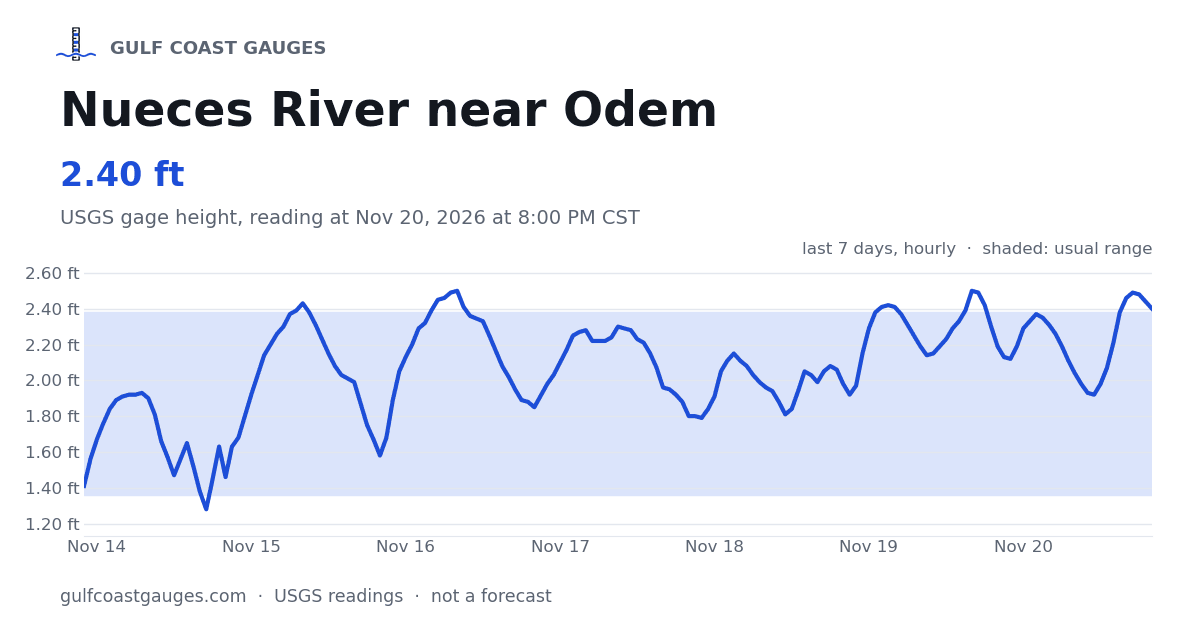 GULF COAST GAUGES
Nueces River near Odem
2.40 ft
USGS gage height, reading at Nov 20, 2026 at 8:00 PM CST
last 7 days, hourly · shaded: usual range
2.60 ft
2.40 ft
2.20 ft
2.00 ft
1.80 ft
1.60 ft
1.40 ft
1.20 ft
Nov 14 Nov 15 Nov 16 Nov 17 Nov 18 Nov 19 Nov 20
gulfcoastgauges.com · USGS readings · not a forecast